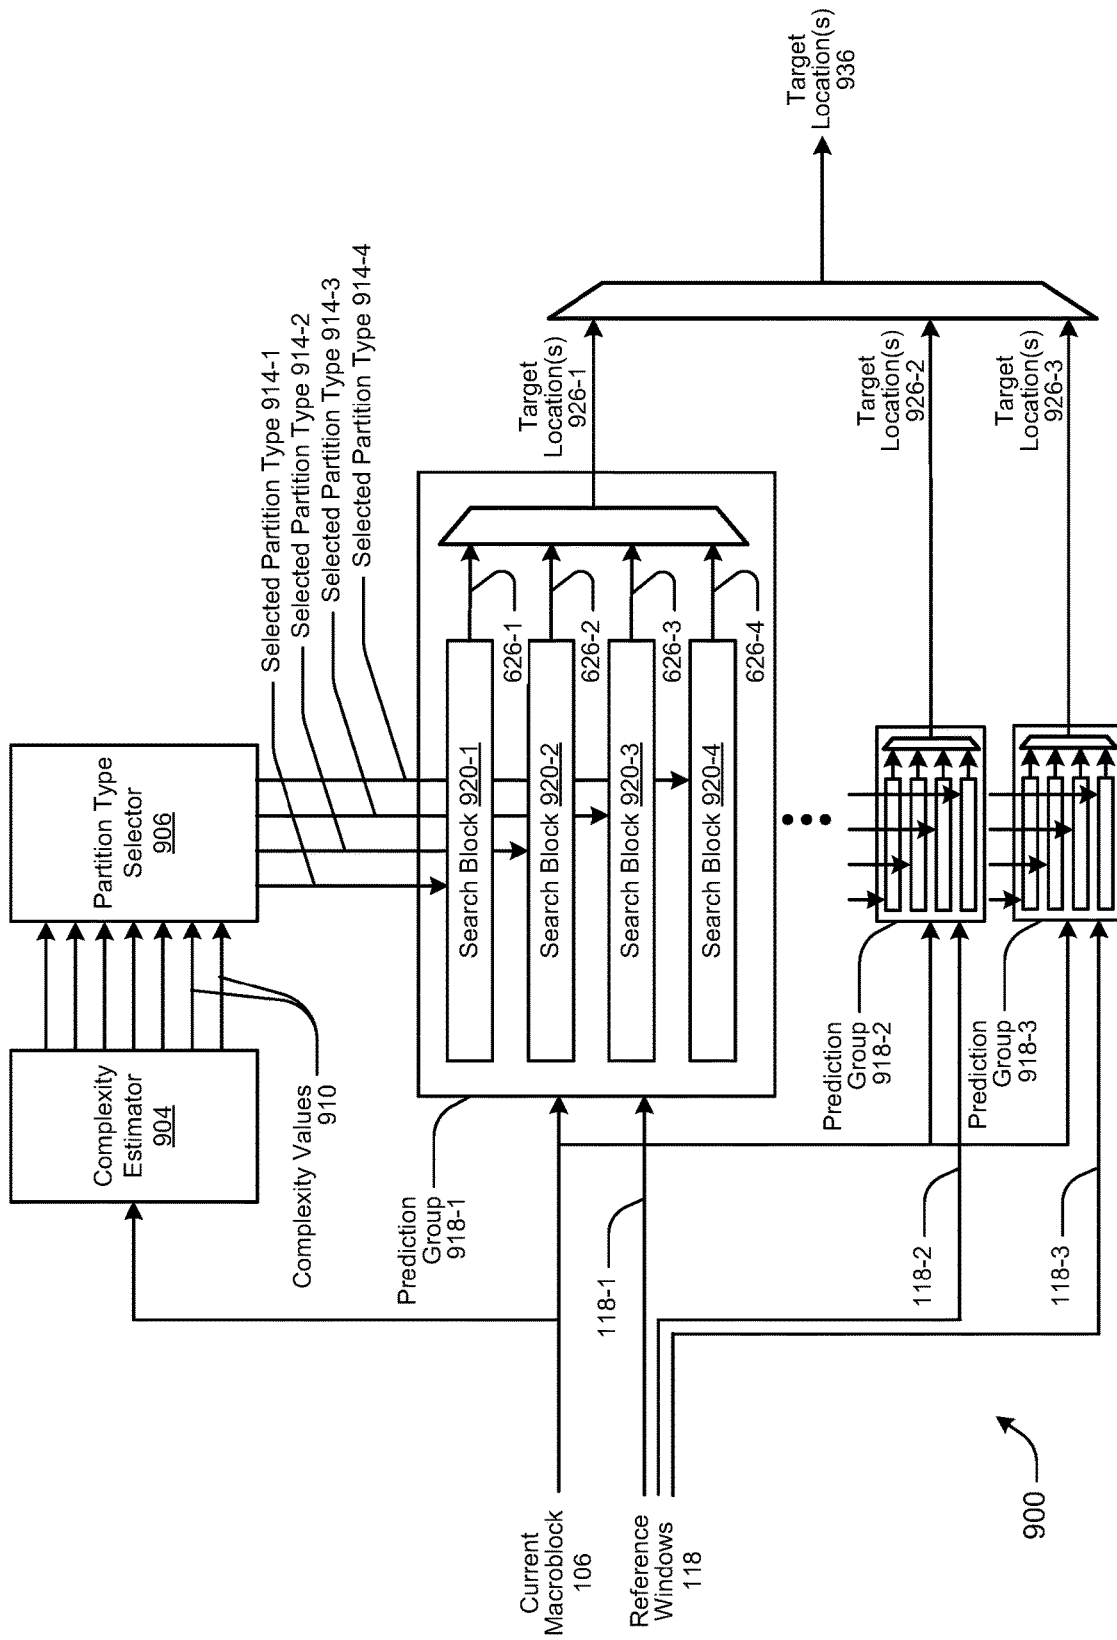 Complexity
Estimator
904
Partition Type
Selector
906
Complexity Values
910
Selected Partition Type 914-1
Selected Partition Type 914-2
Selected Partition Type 914-3
Selected Partition Type 914-4
Prediction
Group
918-1
Search Block 920-1
Search Block 920-2
Search Block 920-3
Search Block 920-4
626-1
626-2
626-3
626-4
Target
Location(s)
926-1
Target
Location(s)
936
Current
Macroblock
106
Reference
Windows
118
118-1
118-2
118-3
Prediction
Group
918-2
Prediction
Group
918-3
Target
Location(s)
926-2
Target
Location(s)
926-3
900